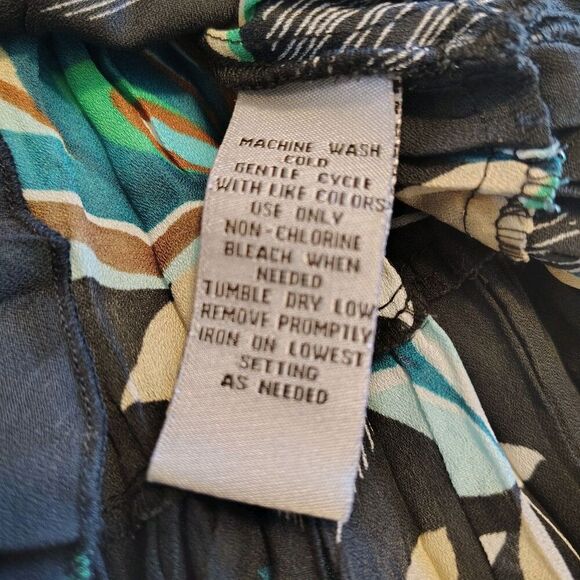 MACHINE WASH
COLD
GENTLE CYCLE
WITH LIKE COLORS
USE ONLY
NON-CHLORINE
BLEACH WHEN
NEEDED
TUMBLE DRY LOW
REMOVE PROMPTLY
IRON ON LOWEST
SETTING
AS NEEDED